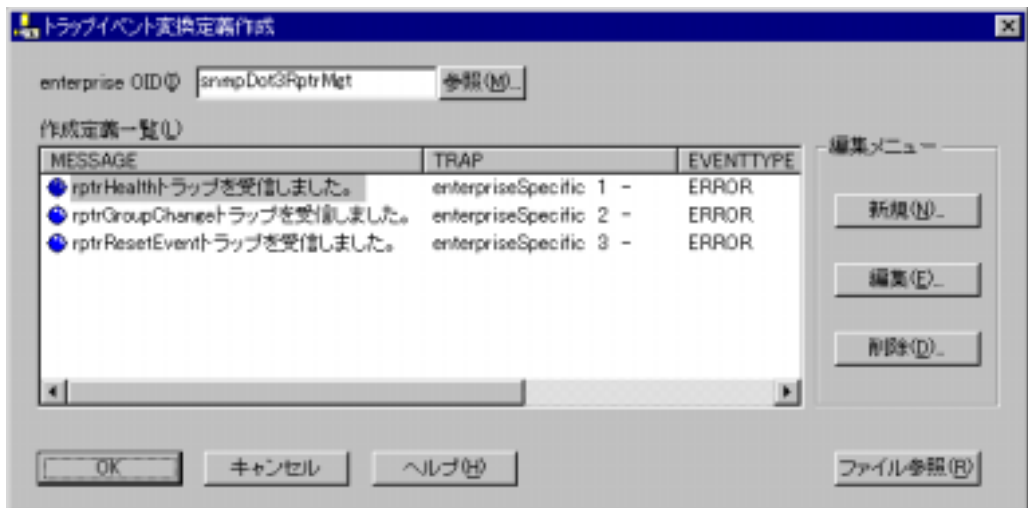 トラップイベント変換定義作成
enterprise OID(I) snmpDot3RptrMgt 参照(M)...
作成定義一覧(L)
編集メニュー
MESSAGE TRAP EVENTTYPE
rptrHealthトラップを受信しました。 enterpriseSpecific 1 - ERROR
rptrGroupChangeトラップを受信しました。 enterpriseSpecific 2 - ERROR
rptrResetEventトラップを受信しました。 enterpriseSpecific 3 - ERROR
新規(N)...
編集(E)...
削除(D)...
OK キャンセル ヘルプ(H) ファイル参照(R)